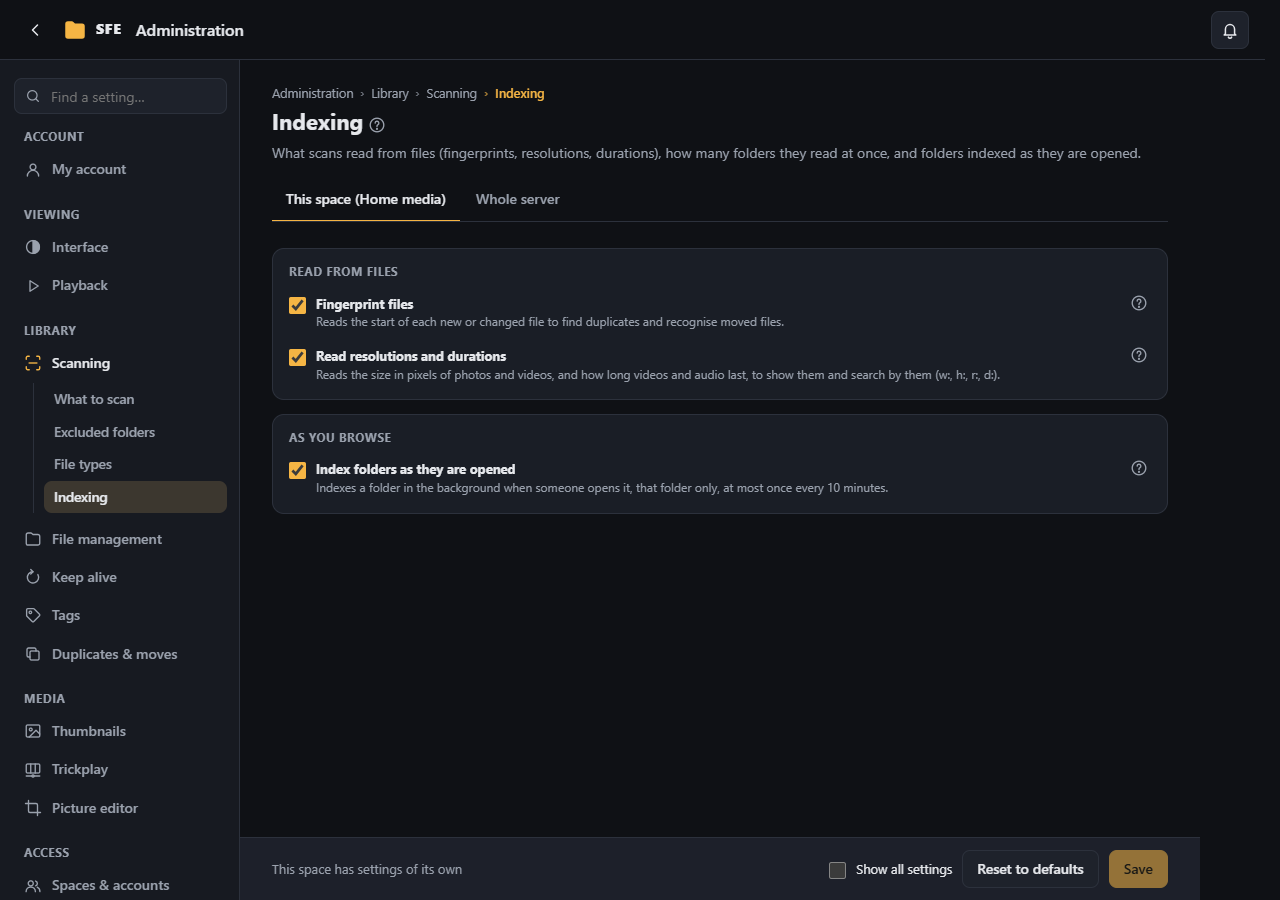 SFE Administration
Find a setting...
ACCOUNT
My account
VIEWING
Interface
Playback
LIBRARY
Scanning
What to scan
Excluded folders
File types
Indexing
File management
Keep alive
Tags
Duplicates & moves
MEDIA
Thumbnails
Trickplay
Picture editor
ACCESS
Spaces & accounts
Administration › Library › Scanning › Indexing
Indexing
What scans read from files (fingerprints, resolutions, durations), how many folders they read at once, and folders indexed as they are opened.
This space (Home media) Whole server
READ FROM FILES
Fingerprint files
Reads the start of each new or changed file to find duplicates and recognise moved files.
Read resolutions and durations
Reads the size in pixels of photos and videos, and how long videos and audio last, to show them and search by them (w:, h:, r:, d:).
AS YOU BROWSE
Index folders as they are opened
Indexes a folder in the background when someone opens it, that folder only, at most once every 10 minutes.
This space has settings of its own
Show all settings
Reset to defaults
Save